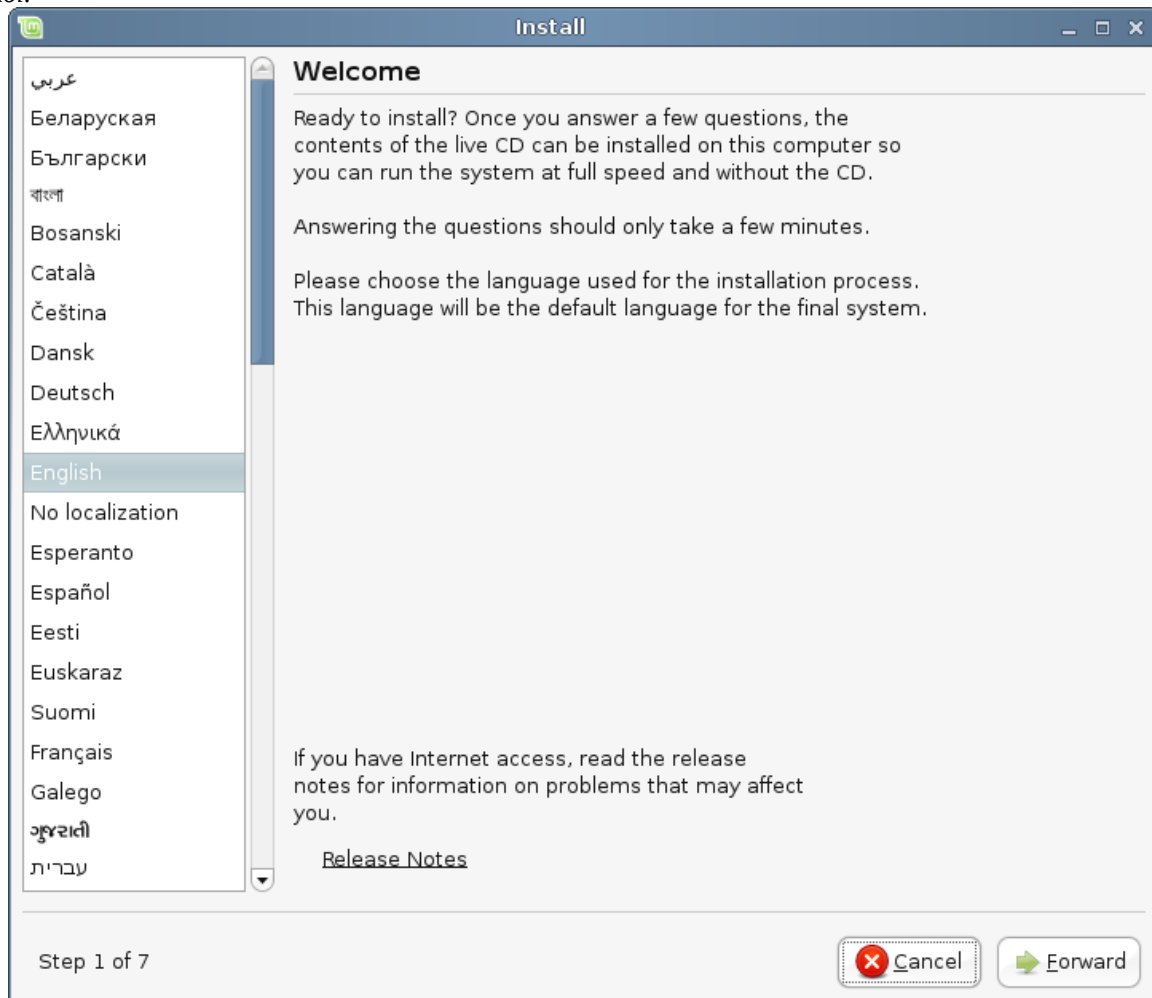 Install
عربي
Беларуская
Български
বাংলা
Bosanski
Català
Čeština
Dansk
Deutsch
Ελληνικά
English
No localization
Esperanto
Español
Eesti
Euskaraz
Suomi
Français
Galego
ગુજરાતી
עברית
Welcome
Ready to install? Once you answer a few questions, the
contents of the live CD can be installed on this computer so
you can run the system at full speed and without the CD.
Answering the questions should only take a few minutes.
Please choose the language used for the installation process.
This language will be the default language for the final system.
If you have Internet access, read the release
notes for information on problems that may affect
you.
Release Notes
Step 1 of 7
Cancel
Forward